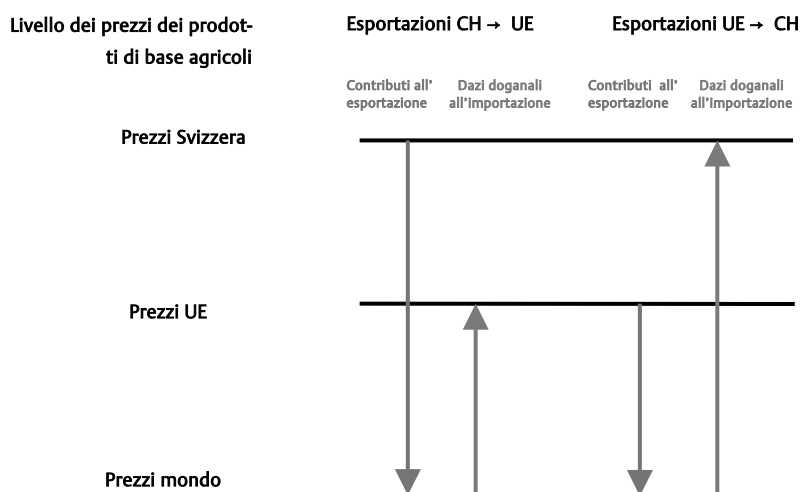 Livello dei prezzi dei prodot-
ti di base agricoli
Esportazioni CH → UE
Esportazioni UE → CH
Contributi all'
esportazione
Dazi doganali
all'importazione
Contributi all'
esportazione
Dazi doganali
all'importazione
Prezzi Svizzera
Prezzi UE
Prezzi mondo